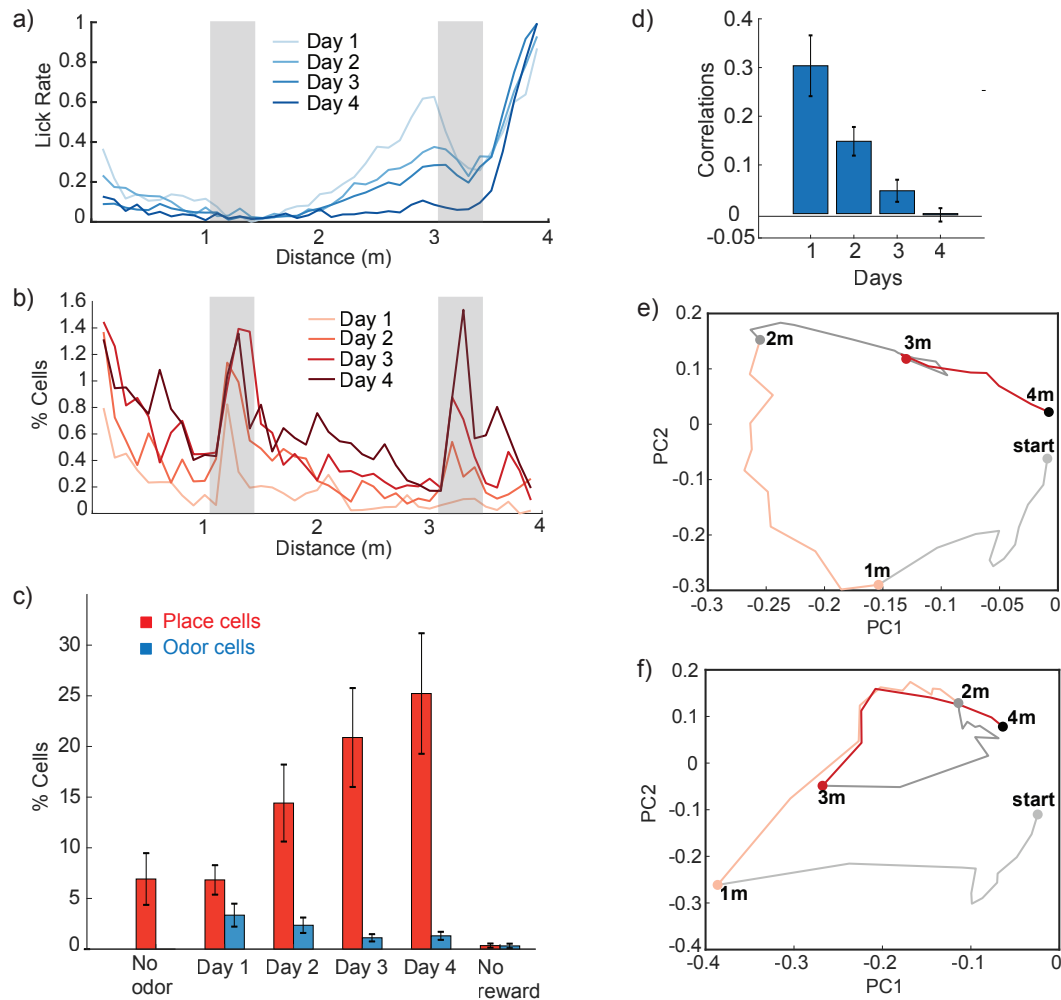 a)
Lick Rate
1
0.8
0.6
0.4
0.2
0
Day 1
Day 2
Day 3
Day 4
1
2
3
4
Distance (m)
b)
% Cells
1.6
1.4
1.2
1
0.8
0.6
0.4
0.2
0
Day 1
Day 2
Day 3
Day 4
1
2
3
4
Distance (m)
c)
Place cells
Odor cells
% Cells
30
25
20
15
10
5
0
No
odor
Day 1
Day 2
Day 3
Day 4
No
reward
d)
Correlations
0.4
0.3
0.2
0.1
0
-0.05
1
2
3
4
Days
e)
PC2
0.2
0.1
0
-0.1
-0.2
-0.3
2m
3m
4m
start
1m
-0.3
-0.25
-0.2
-0.15
-0.1
-0.05
0
PC1
f)
PC2
0.2
0.1
0
-0.1
-0.2
-0.3
-0.4
2m
4m
3m
start
1m
-0.4
-0.3
-0.2
-0.1
0
PC1